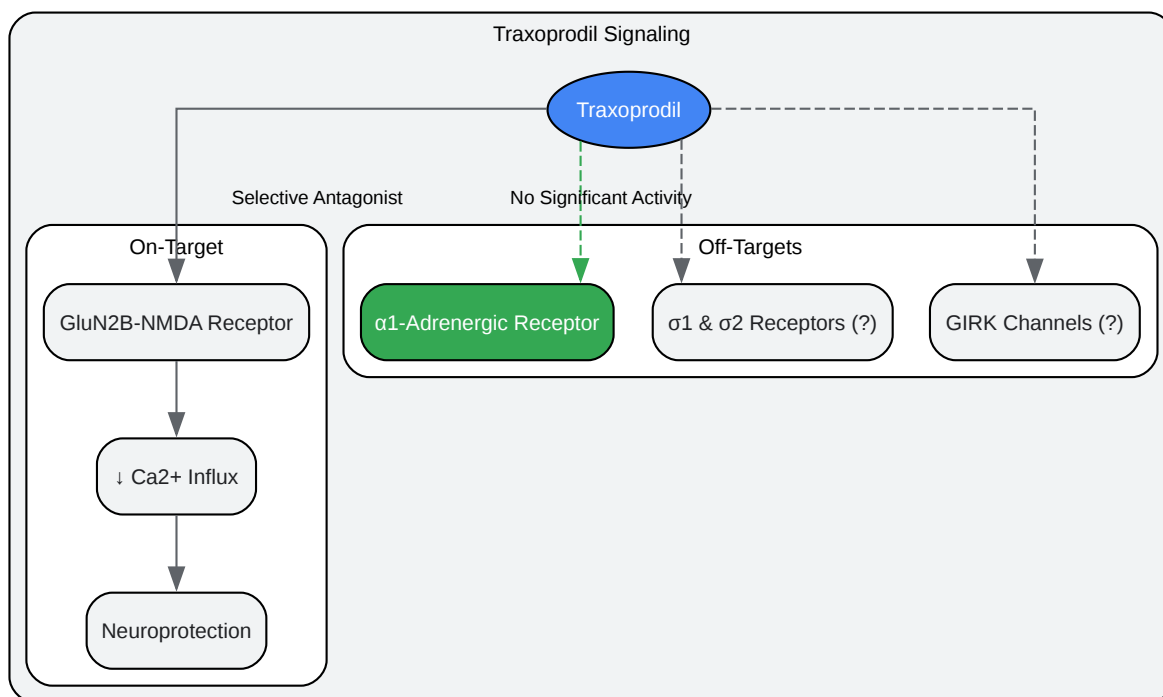 Traxoprodil Signaling
Traxoprodil
Selective Antagonist
No Significant Activity
On-Target
Off-Targets
GluN2B-NMDA Receptor
α1-Adrenergic Receptor
σ1 & σ2 Receptors (?)
GIRK Channels (?)
↓ Ca2+ Influx
Neuroprotection